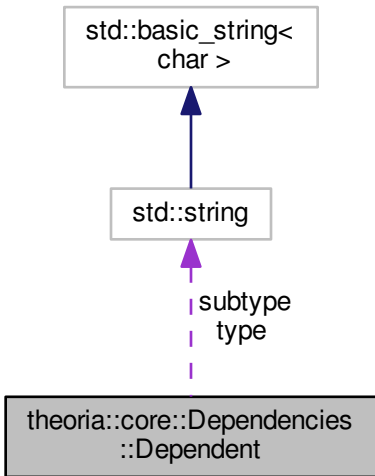 std::basic_string<
char >
std::string
subtype
type
theoria::core::Dependencies
::Dependent